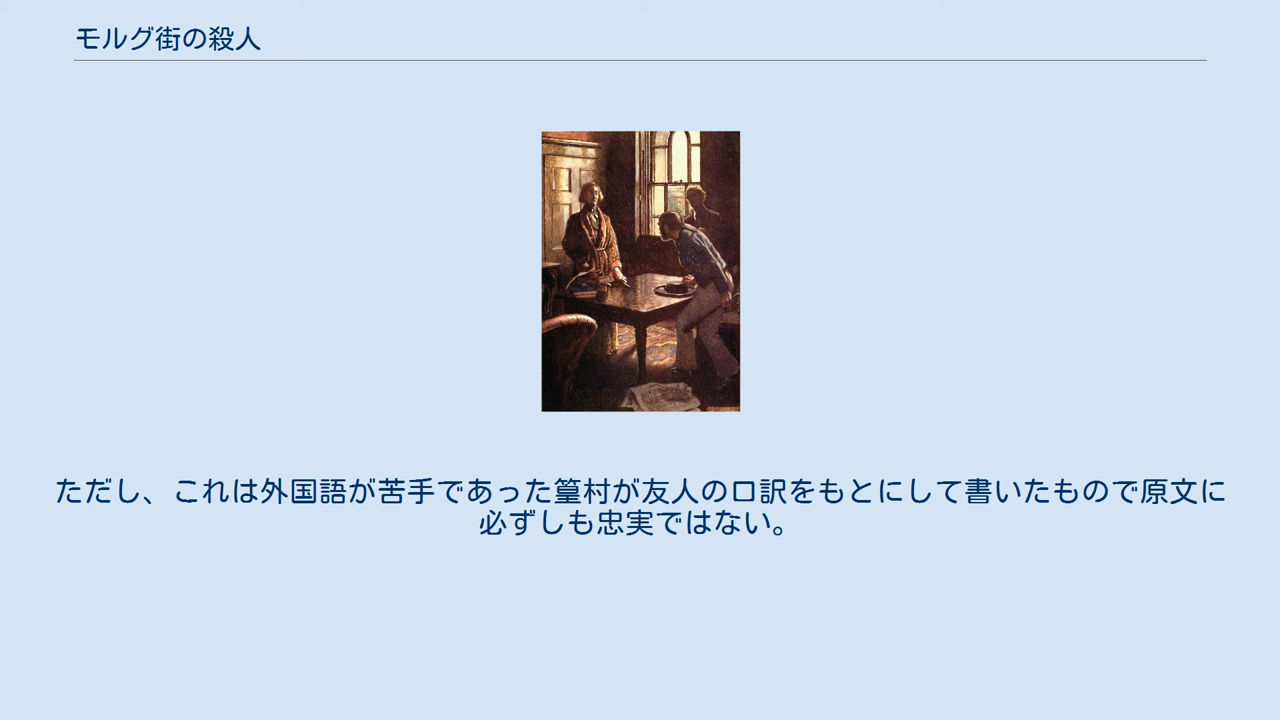 モルグ街の殺人
ただし、これは外国語が苦手であった篁村が友人の口訳をもとにして書いたもので原文に
必ずしも忠実ではない。